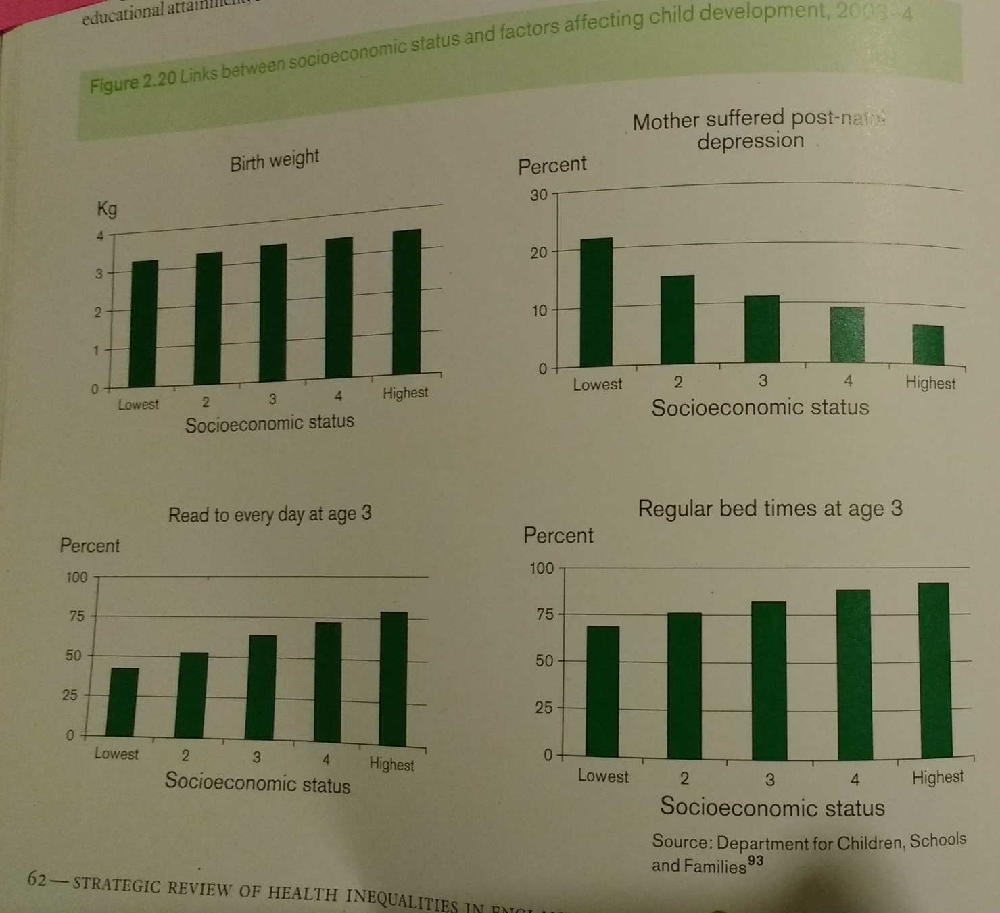 educational
Figure 2.20 Links between socioeconomic status and factors affecting child development, 2003–4
Birth weight
Kg
4
3
2
1
0
Lowest 2 3 4 Highest
Socioeconomic status
Mother suffered post-natal
depression
Percent
30
20
10
0
Lowest 2 3 4 Highest
Socioeconomic status
Read to every day at age 3
Percent
100
75
50
25
0
Lowest 2 3 4 Highest
Socioeconomic status
Regular bed times at age 3
Percent
100
75
50
25
0
Lowest 2 3 4 Highest
Socioeconomic status
Source: Department for Children, Schools
and Families93
62 — STRATEGIC REVIEW OF HEALTH INEQUALITIES IN